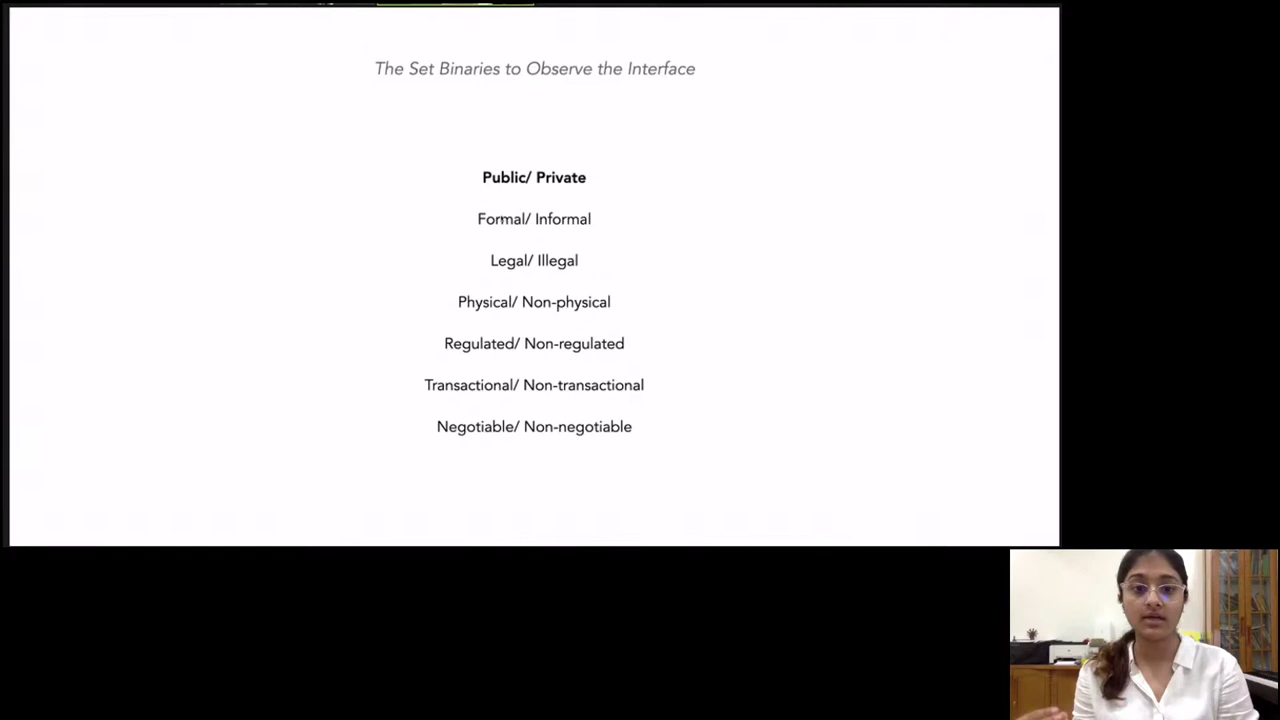 The Set Binaries to Observe the Interface
Public/ Private
Formal/ Informal
Legal/ Illegal
Physical/ Non-physical
Regulated/ Non-regulated
Transactional/ Non-transactional
Negotiable/ Non-negotiable